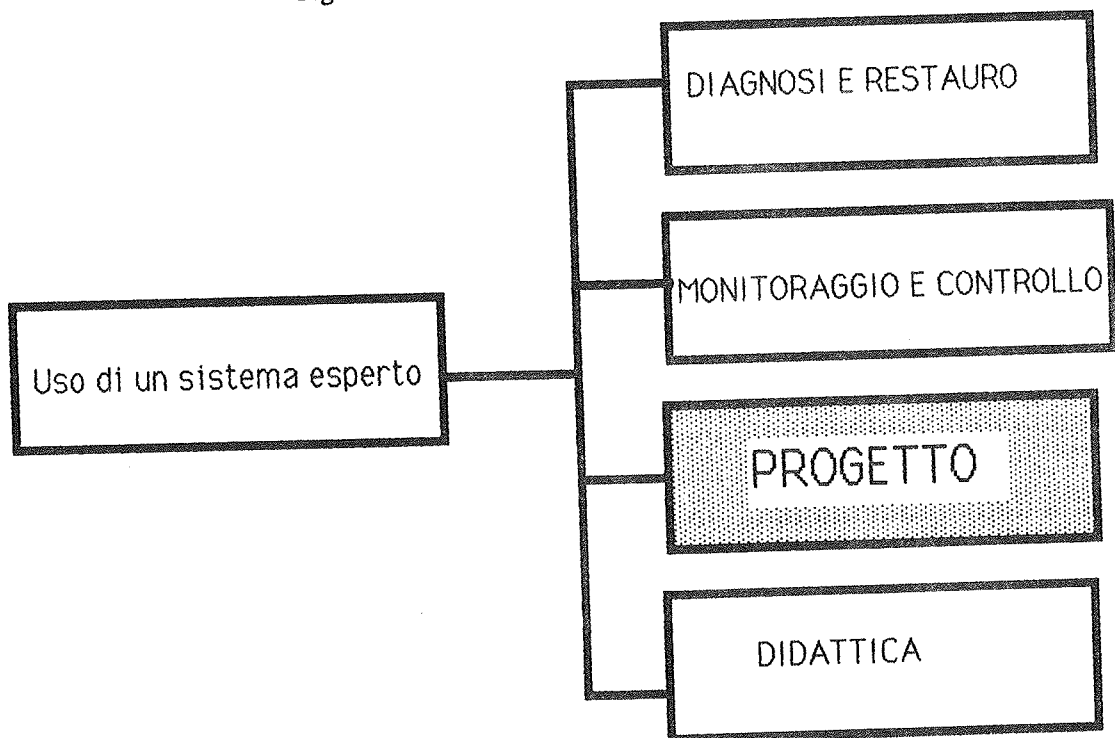 DIAGNOSI E RESTAURO
MONITORAGGIO E CONTROLLO
Uso di un sistema esperto
PROGETTO
DIDATTICA